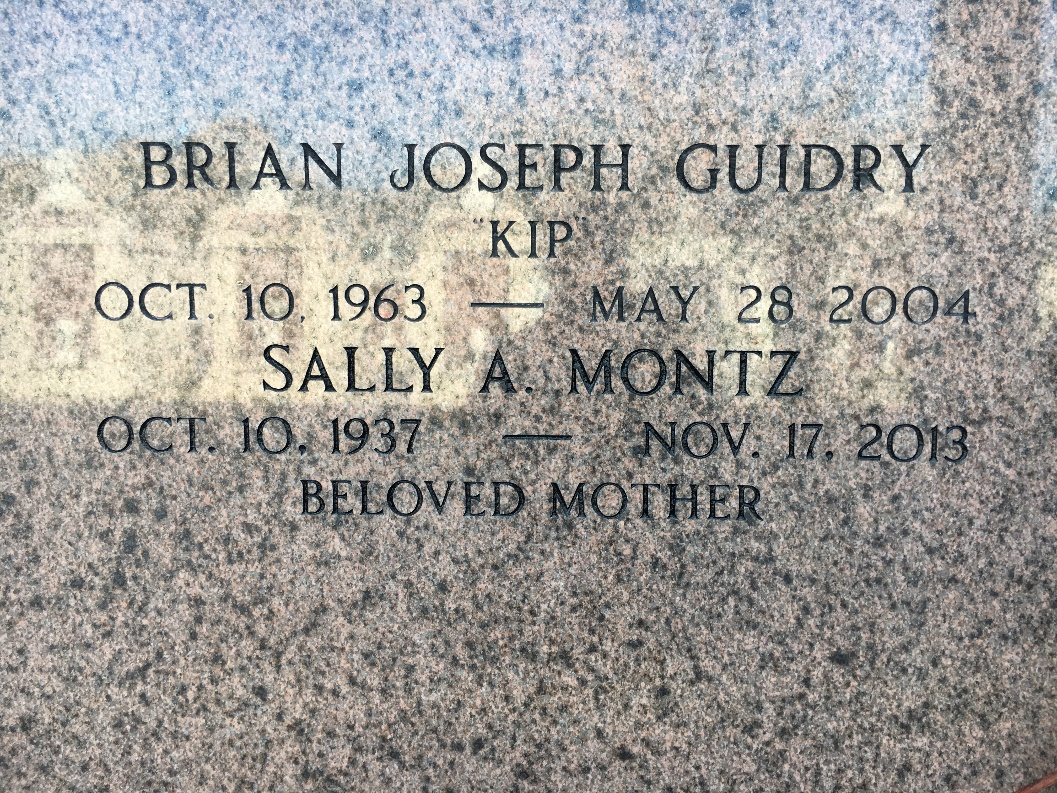 BRIAN JOSEPH GUIDRY
"KIP"
OCT. 10, 1963 — MAY 28 2004
SALLY A. MONTZ
OCT. 10, 1937 — NOV. 17, 2013
BELOVED MOTHER